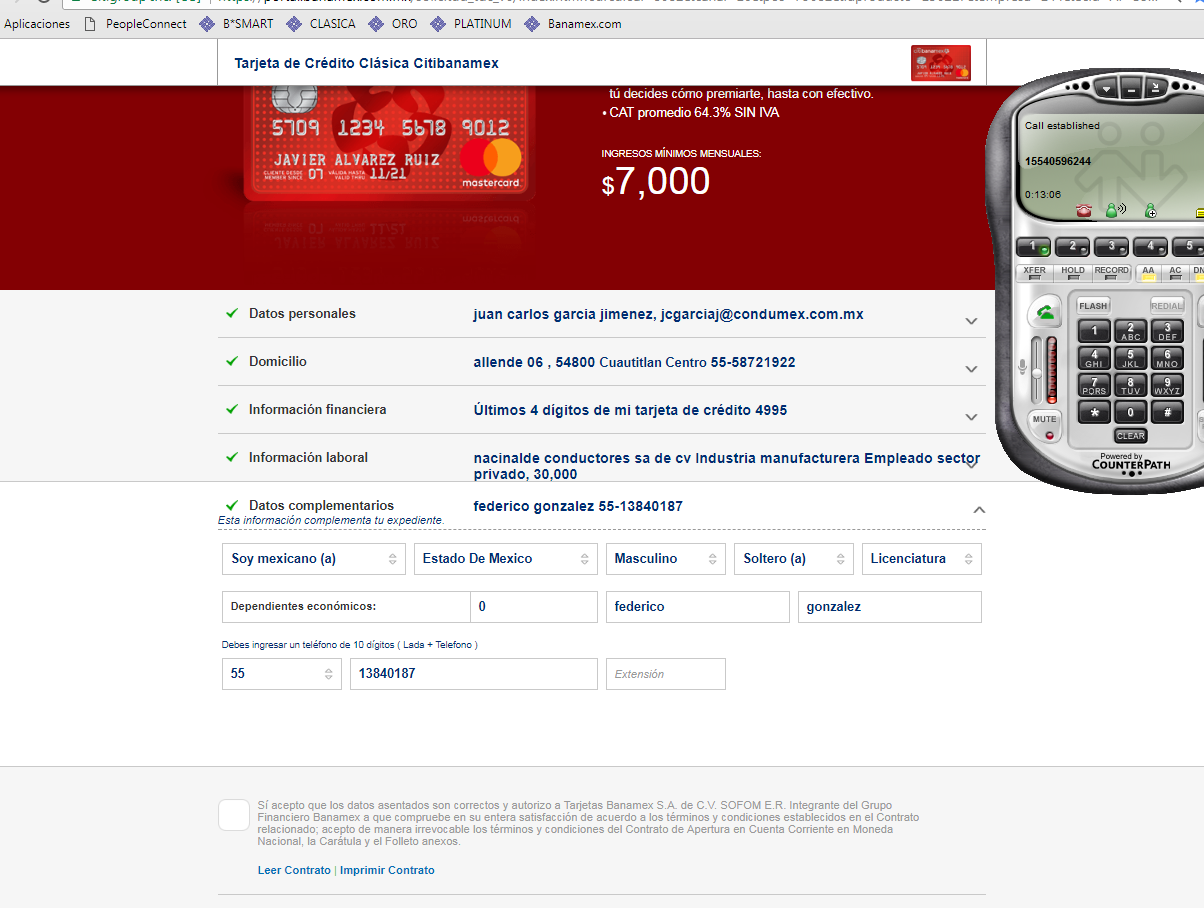 Aplicaciones PeopleConnect B*SMART CLASICA ORO PLATINUM Banamex.com
Tarjeta de Crédito Clásica Citibanamex
tú decides cómo premiarte, hasta con efectivo.
• CAT promedio 64.3% SIN IVA
5709 1234 5678 9012
JAVIER ALVAREZ RUIZ
CLIENTE DESDE MEMBER SINCE 07 VÁLIDA HASTA VALID THRU 11/21
mastercard
INGRESOS MÍNIMOS MENSUALES:
$7,000
Datos personales juan carlos garcia jimenez, jcgarciaj@condumex.com.mx
Domicilio allende 06 , 54800 Cuautitlan Centro 55-58721922
Información financiera Últimos 4 dígitos de mi tarjeta de crédito 4995
Información laboral nacinalde conductores sa de cv Industria manufacturera Empleado sector
privado, 30,000
Datos complementarios federico gonzalez 55-13840187
Esta información complementa tu expediente.
Soy mexicano (a) Estado De Mexico Masculino Soltero (a) Licenciatura
Dependientes económicos: 0 federico gonzalez
Debes ingresar un teléfono de 10 dígitos ( Lada + Telefono )
55 13840187 Extensión
Sí acepto que los datos asentados son correctos y autorizo a Tarjetas Banamex S.A. de C.V. SOFOM E.R. Integrante del Grupo
Financiero Banamex a que compruebe en su entera satisfacción de acuerdo a los términos y condiciones establecidos en el Contrato
relacionado; acepto de manera irrevocable los términos y condiciones del Contrato de Apertura en Cuenta Corriente en Moneda
Nacional, la Carátula y el Folleto anexos.
Leer Contrato | Imprimir Contrato
Call established
15540596244
0:13:06
1 2 3 4 5
XFER HOLD RECORD AA AC
FLASH REDIAL
1 2 ABC 3 DEF
4 GHI 5 JKL 6 MNO
7 PQRS 8 TUV 9 WXYZ
* 0 #
MUTE
CLEAR
Powered by
COUNTERPATH